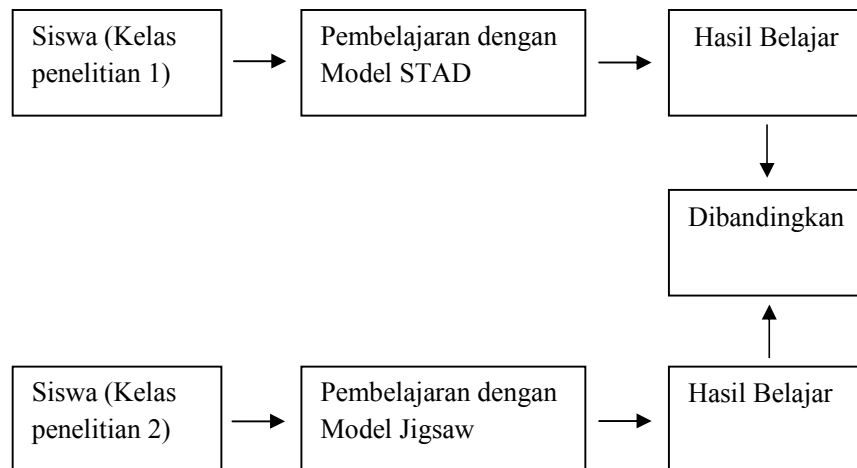 Siswa (Kelas
penelitian 1)
Pembelajaran dengan
Model STAD
Hasil Belajar
Dibandingkan
Siswa (Kelas
penelitian 2)
Pembelajaran dengan
Model Jigsaw
Hasil Belajar